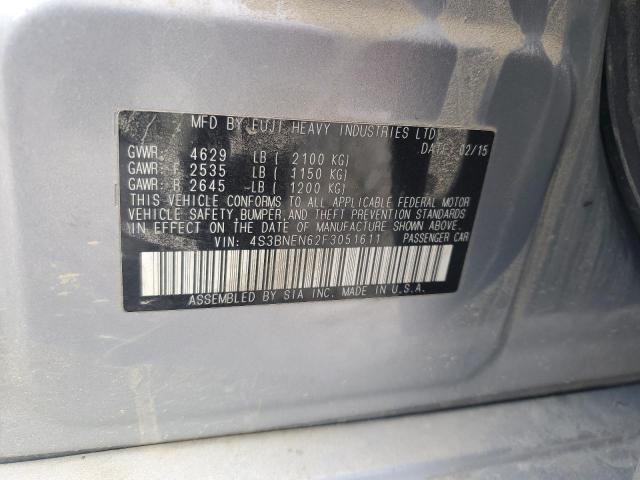 MFD BY FUJI HEAVY INDUSTRIES LTD.
DATE: 02/15
GVWR: 4629 LB ( 2100 KG)
GAWR: F 2535 LB ( 1150 KG)
GAWR: R 2645 LB ( 1200 KG)
THIS VEHICLE CONFORMS TO ALL APPLICABLE FEDERAL MOTOR
VEHICLE SAFETY, BUMPER, AND THEFT PREVENTION STANDARDS
IN EFFECT ON THE DATE OF MANUFACTURE SHOWN ABOVE.
VIN: 4S3BNEN62F3051611 PASSENGER CAR
ASSEMBLED BY SIA INC. MADE IN U.S.A.